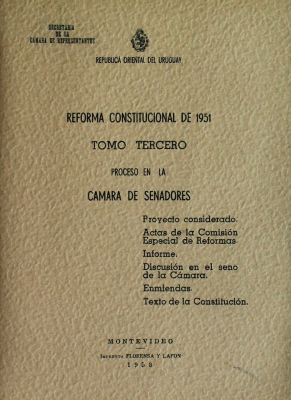 SECRETARIA
DE LA
CAMARA DE REPRESENTANTES
REPUBLICA ORIENTAL DEL URUGUAY
REFORMA CONSTITUCIONAL DE 1951
TOMO TERCERO
PROCESO EN LA
CAMARA DE SENADORES
Proyecto considerado.
Actas de la Comisión
Especial de Reformas
Informe.
Discusión en el seno
de la Cámara.
Enmiendas.
Texto de la Constitución.
MONTEVIDEO
Imprenta FLORENSA Y LAFON
1953